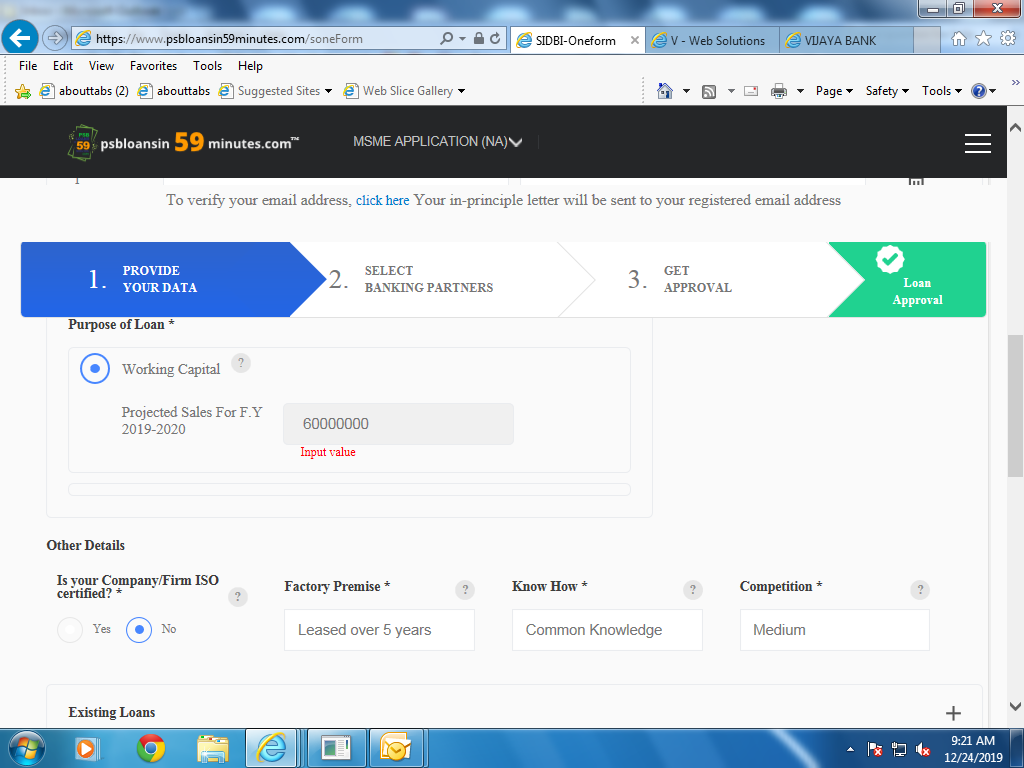 https://www.psbloansin59minutes.com/soneForm
SIDBI-Oneform
V - Web Solutions
VIJAYA BANK
File Edit View Favorites Tools Help
abouttabs (2) abouttabs Suggested Sites Web Slice Gallery
Page Safety Tools
psbloansin 59 minutes.com™
MSME APPLICATION (NA)
1
To verify your email address, click here Your in-principle letter will be sent to your registered email address
1. PROVIDE
YOUR DATA
2. SELECT
BANKING PARTNERS
3. GET
APPROVAL
Loan
Approval
Purpose of Loan *
Working Capital ?
Projected Sales For F.Y
2019-2020
60000000
Input value
Other Details
Is your Company/Firm ISO
certified? * ?
Yes No
Factory Premise * ?
Leased over 5 years
Know How * ?
Common Knowledge
Competition * ?
Medium
Existing Loans +
9:21 AM
12/24/2019